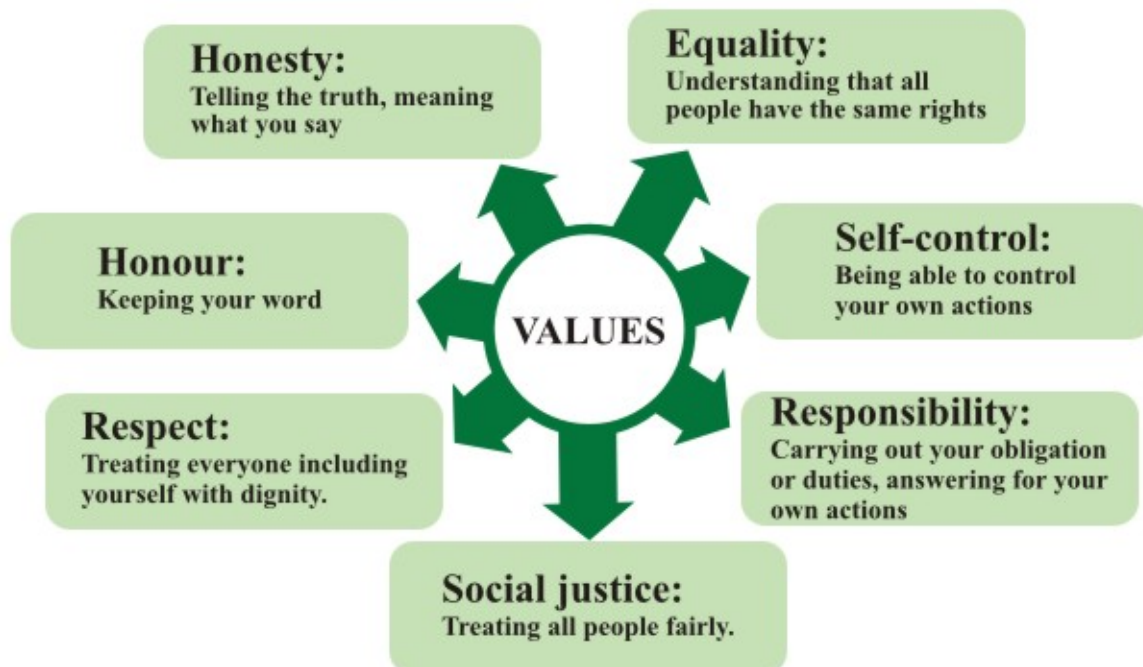 Honesty:
Telling the truth, meaning
what you say
Equality:
Understanding that all
people have the same rights
Honour:
Keeping your word
VALUES
Self-control:
Being able to control
your own actions
Respect:
Treating everyone including
yourself with dignity.
Responsibility:
Carrying out your obligation
or duties, answering for your
own actions
Social justice:
Treating all people fairly.